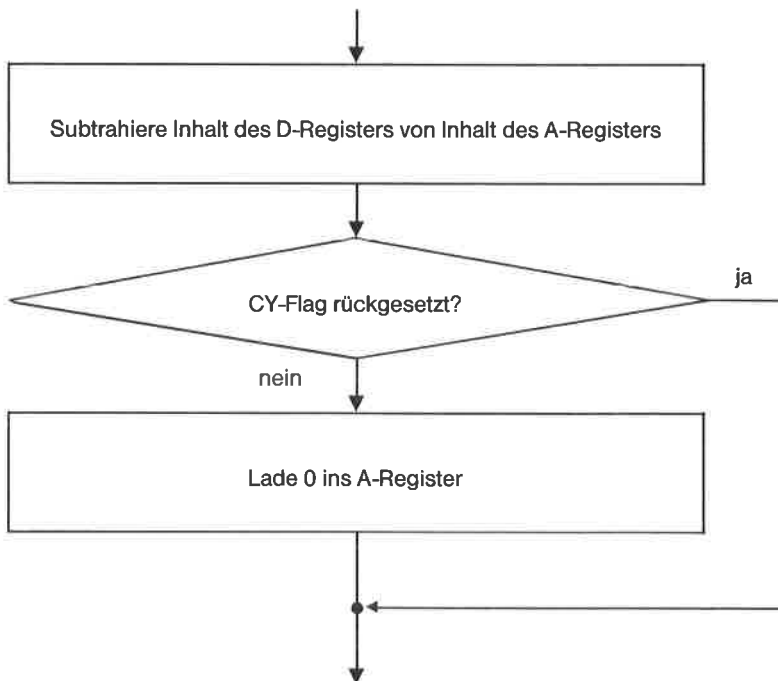 Subtrahiere Inhalt des D-Registers von Inhalt des A-Registers
CY-Flag rückgesetzt?
ja
nein
Lade 0 ins A-Register